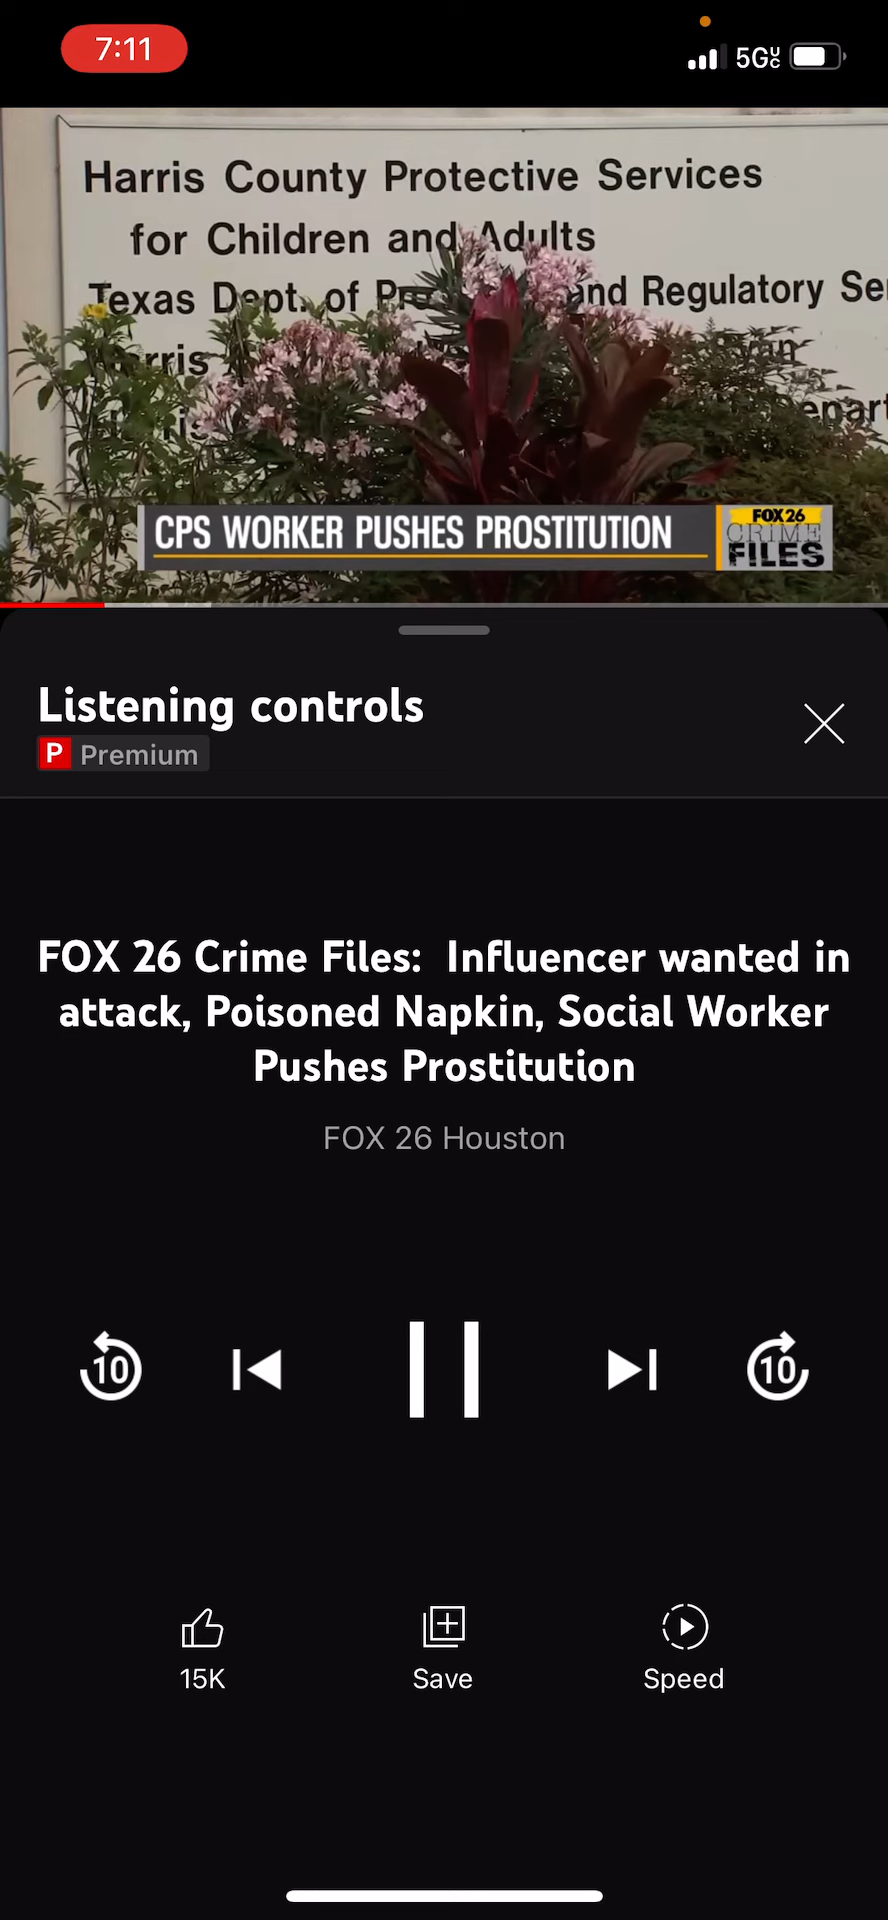 7:11
5G UC
Harris County Protective Services
for Children and Adults
Texas Dept. of and Regulatory
Harris
CPS WORKER PUSHES PROSTITUTION
FOX 26
CRIME
FILES
Listening controls
P Premium
FOX 26 Crime Files: Influencer wanted in
attack, Poisoned Napkin, Social Worker
Pushes Prostitution
FOX 26 Houston
10
10
15K
Save
Speed